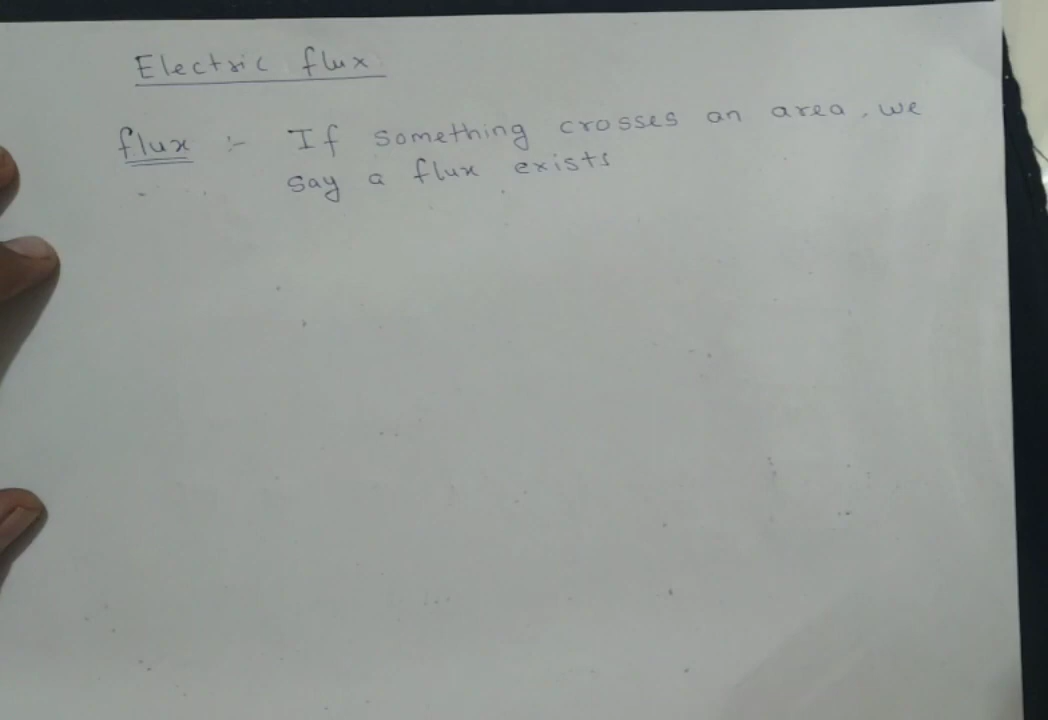 Electric flux
flux :- If something crosses an area, we
say a flux exists